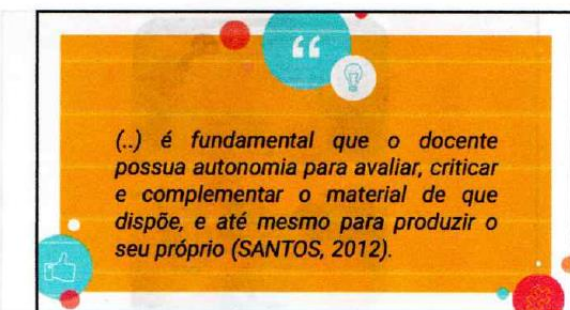 “
(..) é fundamental que o docente
possua autonomia para avaliar, criticar
e complementar o material de que
dispõe, e até mesmo para produzir o
seu próprio (SANTOS, 2012).